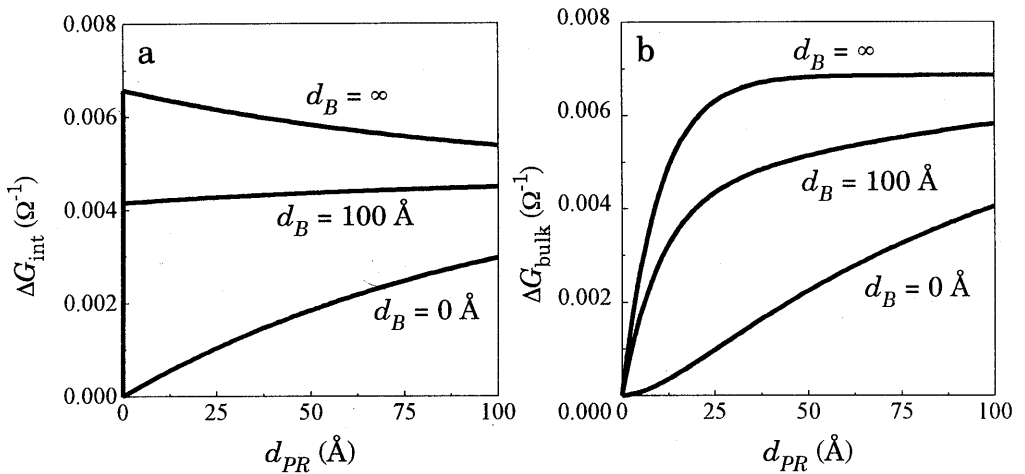 a
d_B = ∞
d_B = 100 Å
d_B = 0 Å
0.008
0.006
0.004
0.002
0.000
ΔG_int (Ω⁻¹)
0 25 50 75 100
d_PR (Å)
b
d_B = ∞
d_B = 100 Å
d_B = 0 Å
0.008
0.006
0.004
0.002
0.000
ΔG_bulk (Ω⁻¹)
0 25 50 75 100
d_PR (Å)